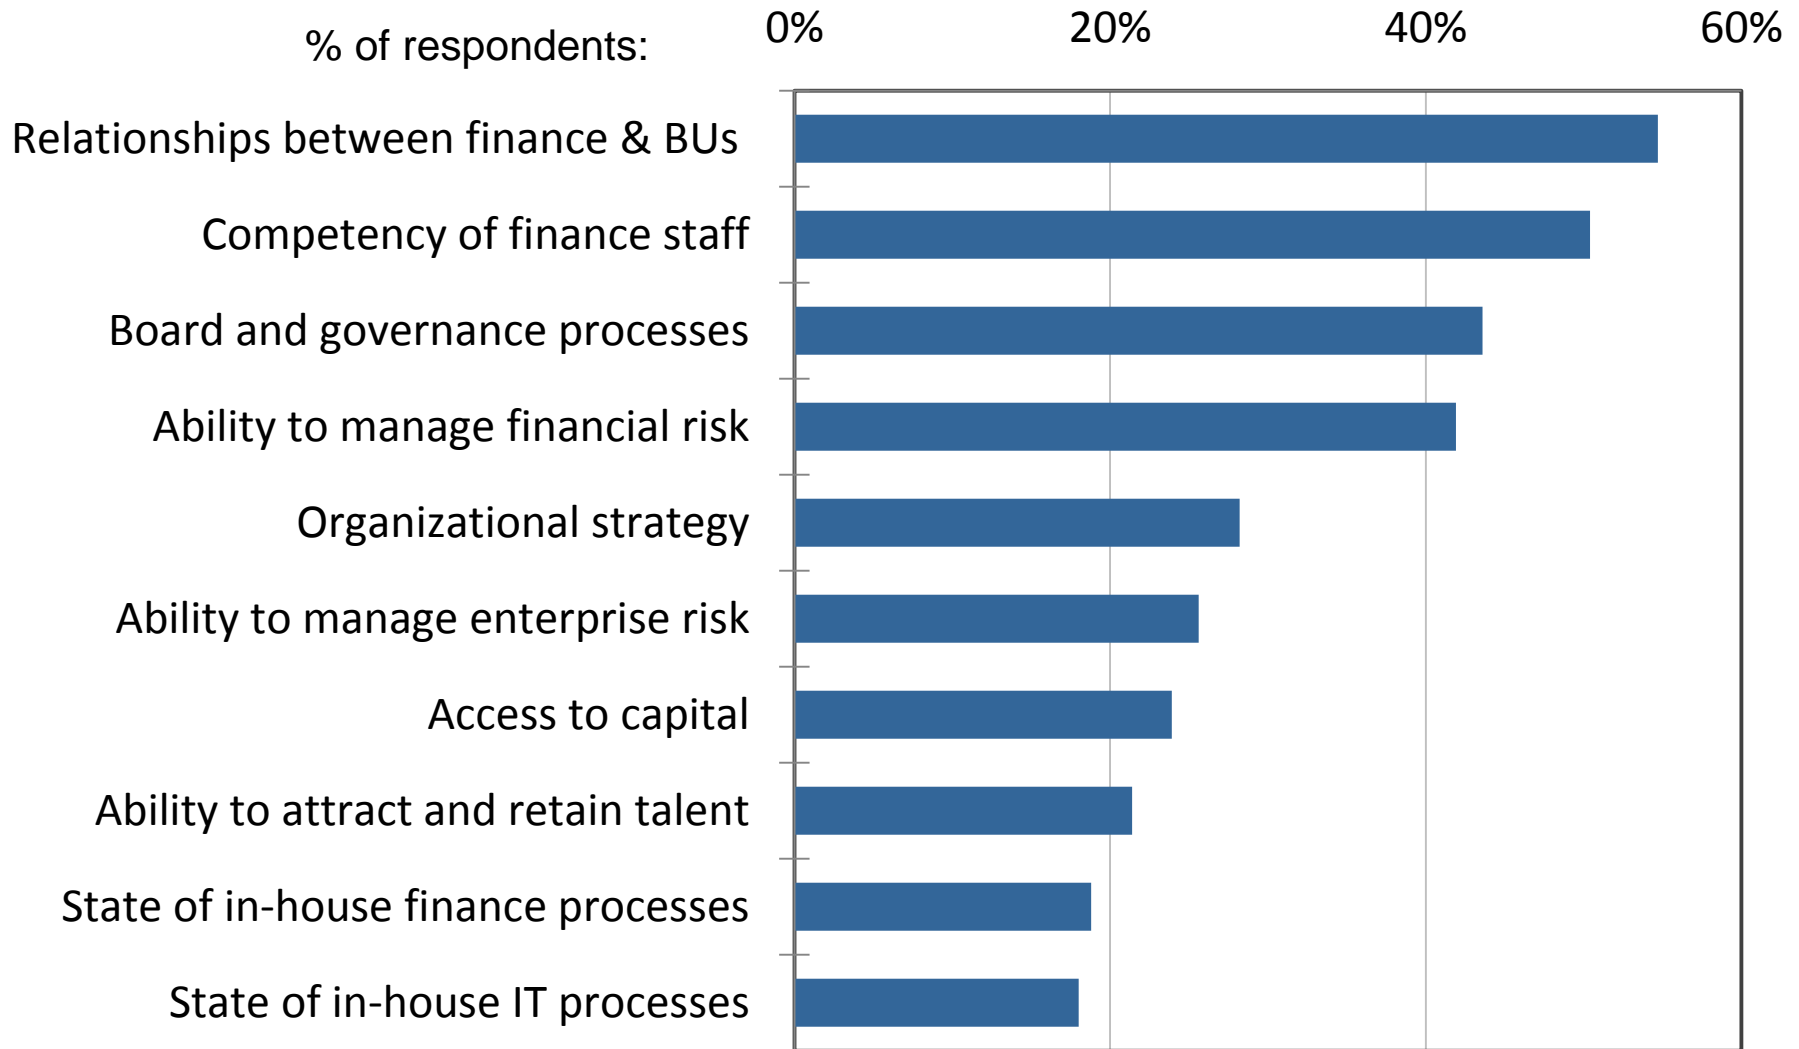 0% 20% 40% 60%
% of respondents:
Relationships between finance & BUs
Competency of finance staff
Board and governance processes
Ability to manage financial risk
Organizational strategy
Ability to manage enterprise risk
Access to capital
Ability to attract and retain talent
State of in-house finance processes
State of in-house IT processes